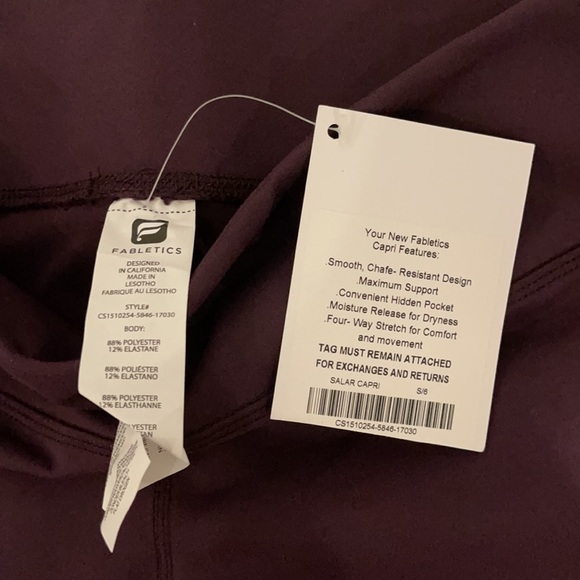 FABLETICS
DESIGNED
IN CALIFORNIA
MADE IN
LESOTHO
FABRIQUE AU LESOTHO
STYLE#
CS1510254-5846-17030
BODY:
88% POLYESTER
12% ELASTANE
88% POLIÉSTER
12% ELASTANO
88% POLYESTER
12% ELASTHANNE
Your New Fabletics
Capri Features:
.Smooth, Chafe- Resistant Design
.Maximum Support
.Convenient Hidden Pocket
.Moisture Release for Dryness
.Four- Way Stretch for Comfort
and movement
TAG MUST REMAIN ATTACHED
FOR EXCHANGES AND RETURNS
SALAR CAPRI S/6
CS1510254-5846-17030